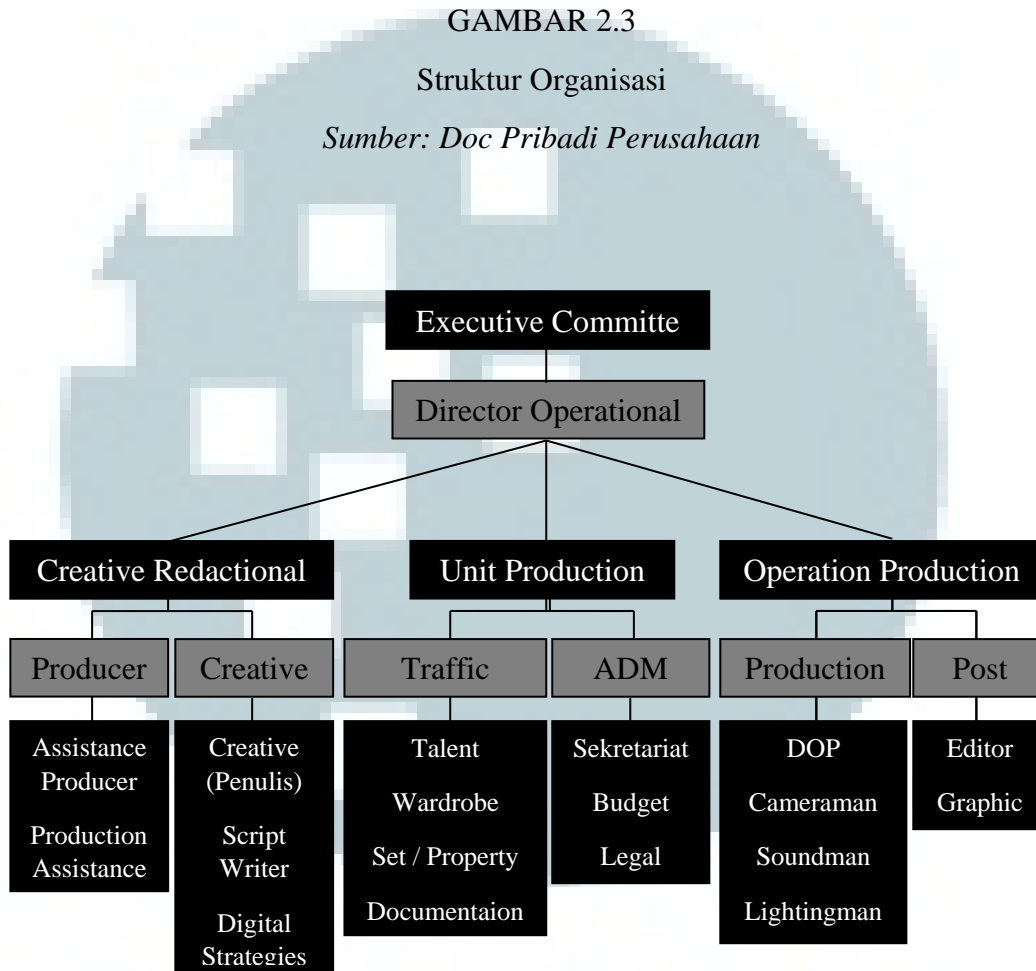 GAMBAR 2.3
Struktur Organisasi
Sumber: Doc Pribadi Perusahaan
Executive Committe
Director Operational
Creative Redactional
Unit Production
Operation Production
Producer
Creative
Traffic
ADM
Production
Post
Assistance
Producer
Production
Assistance
Creative
(Penulis)
Script
Writer
Digital
Strategies
Talent
Wardrobe
Set / Property
Documentaion
Sekretariat
Budget
Legal
DOP
Cameraman
Soundman
Lightingman
Editor
Graphic